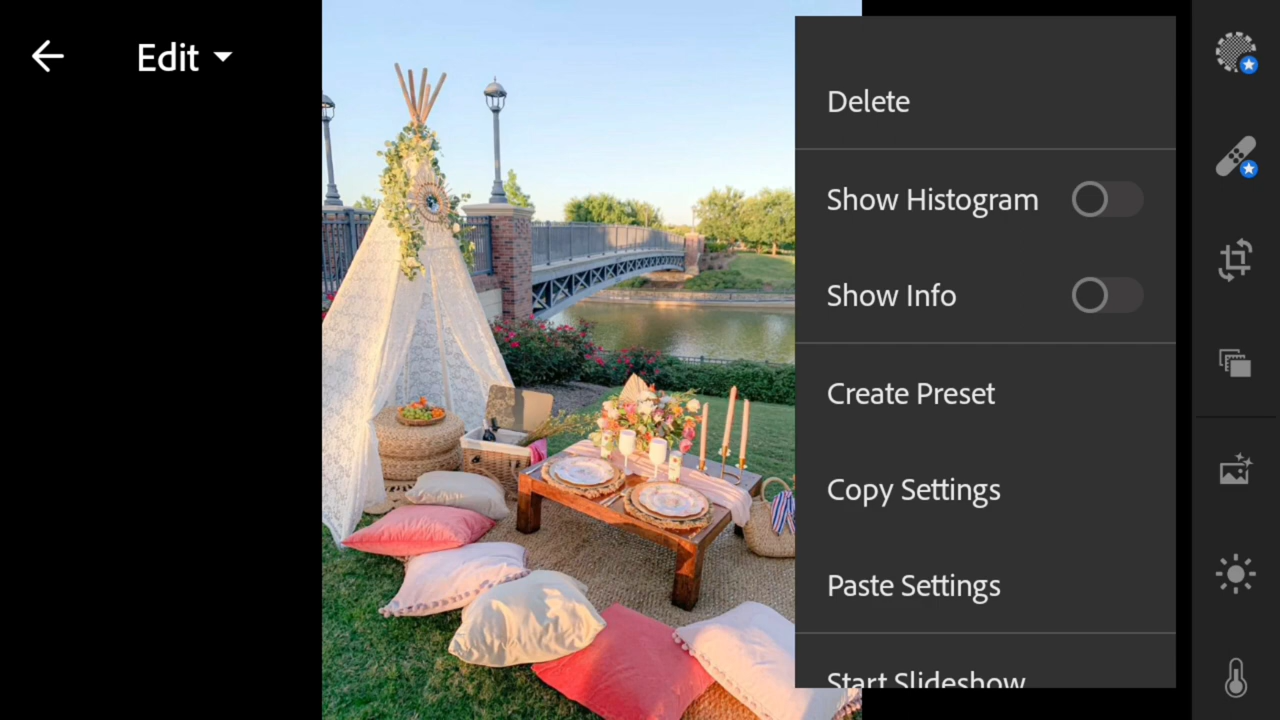 Edit
Delete
Show Histogram
Show Info
Create Preset
Copy Settings
Paste Settings
Start Slideshow